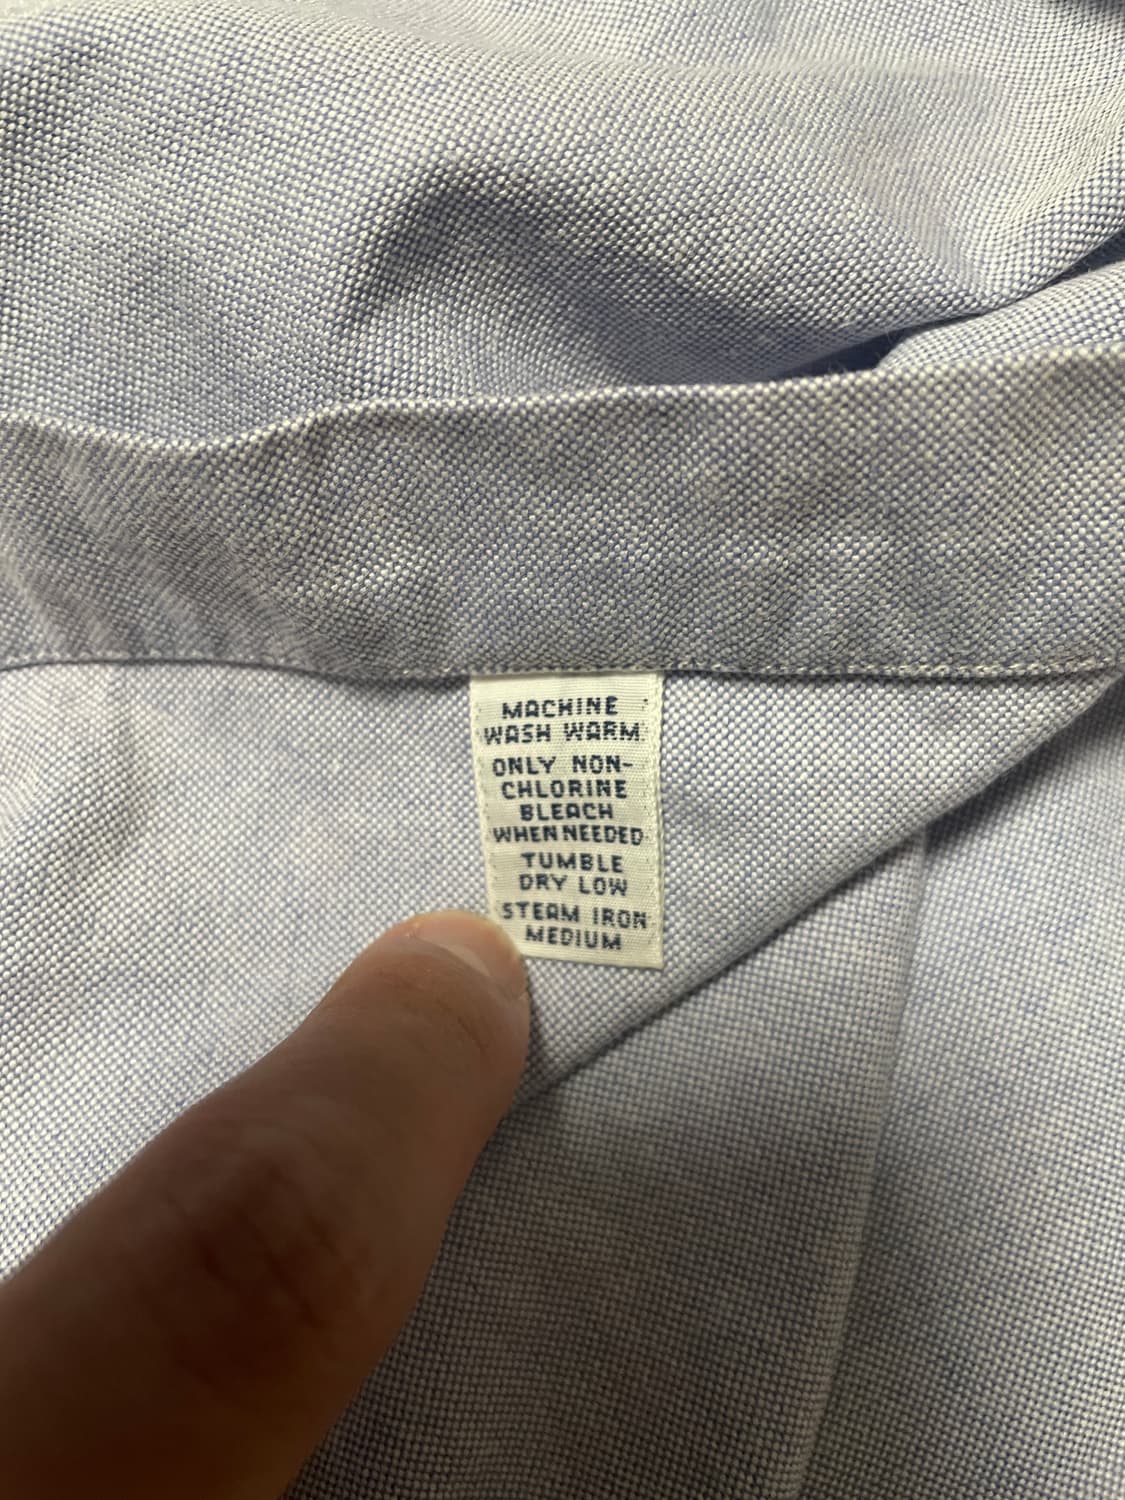 MACHINE
WASH WARM
ONLY NON-
CHLORINE
BLEACH
WHEN NEEDED
TUMBLE
DRY LOW
STEAM IRON
MEDIUM